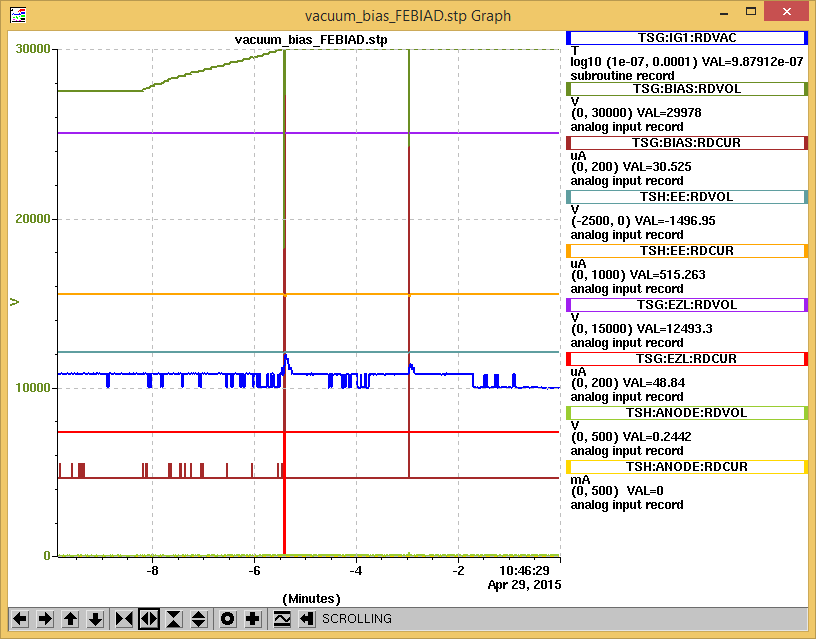 vacuum_bias_FEBIAD.stp Graph
vacuum_bias_FEBIAD.stp
30000
20000
V
10000
0
-8
-6
-4
-2
10:46:29
Apr 29, 2015
(Minutes)
TSG:IG1:RDVAC
T
log10 (1e-07, 0.0001) VAL=9.87912e-07
subroutine record
TSG:BIAS:RDVOL
V
(0, 30000) VAL=29978
analog input record
TSG:BIAS:RDCUR
uA
(0, 200) VAL=30.525
analog input record
TSH:EE:RDVOL
V
(-2500, 0) VAL=-1496.95
analog input record
TSH:EE:RDCUR
uA
(0, 1000) VAL=515.263
analog input record
TSG:EZL:RDVOL
V
(0, 15000) VAL=12493.3
analog input record
TSG:EZL:RDCUR
uA
(0, 200) VAL=48.84
analog input record
TSH:ANODE:RDVOL
V
(0, 500) VAL=0.2442
analog input record
TSH:ANODE:RDCUR
mA
(0, 500) VAL=0
analog input record
SCROLLING